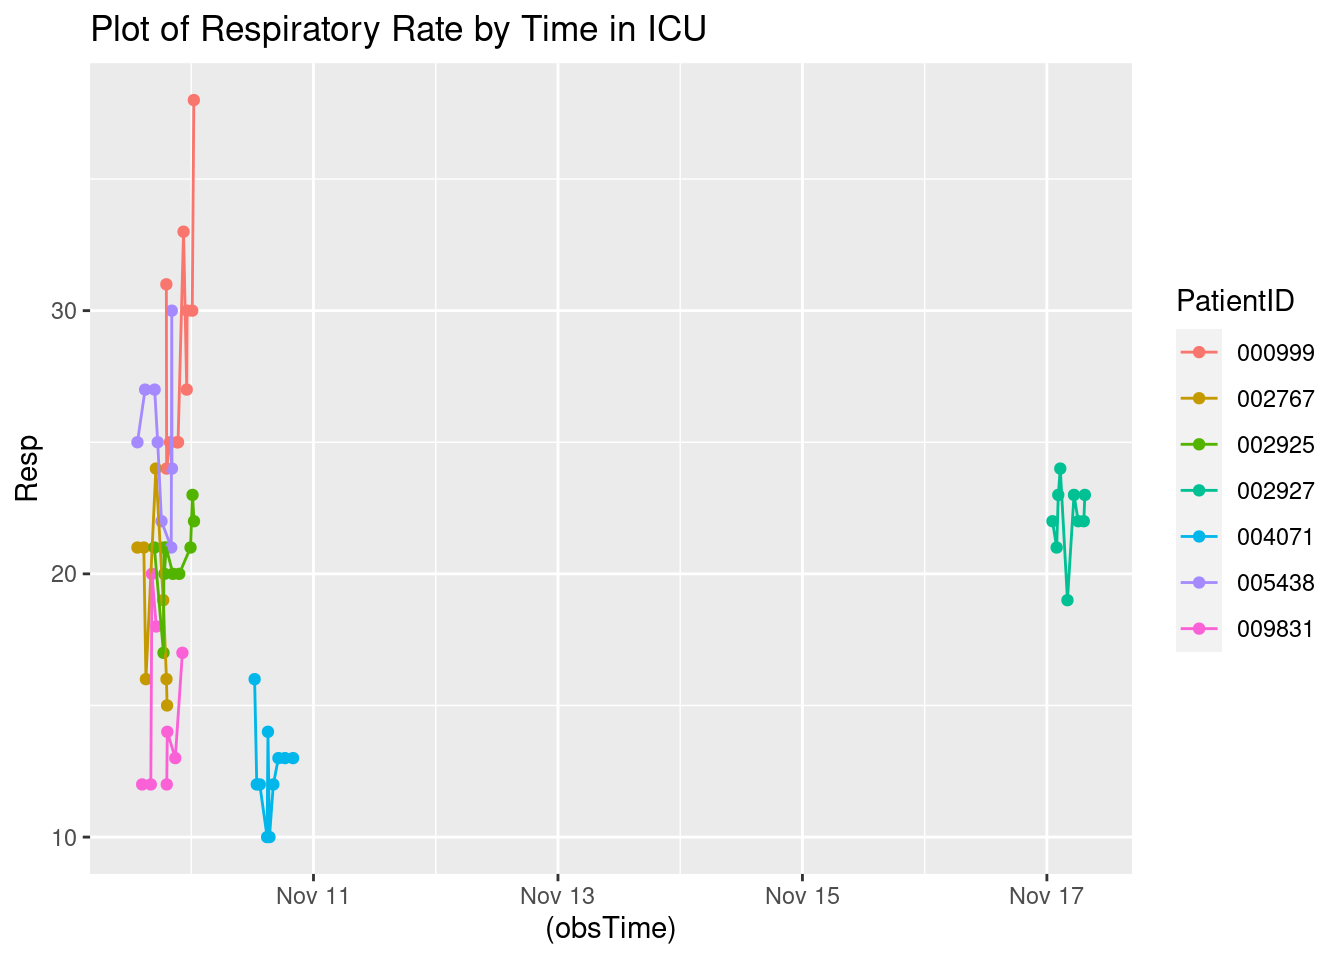 Plot of Respiratory Rate by Time in ICU
Resp
30
20
10
Nov 11
Nov 13
Nov 15
Nov 17
(obsTime)
PatientID
000999
002767
002925
002927
004071
005438
009831